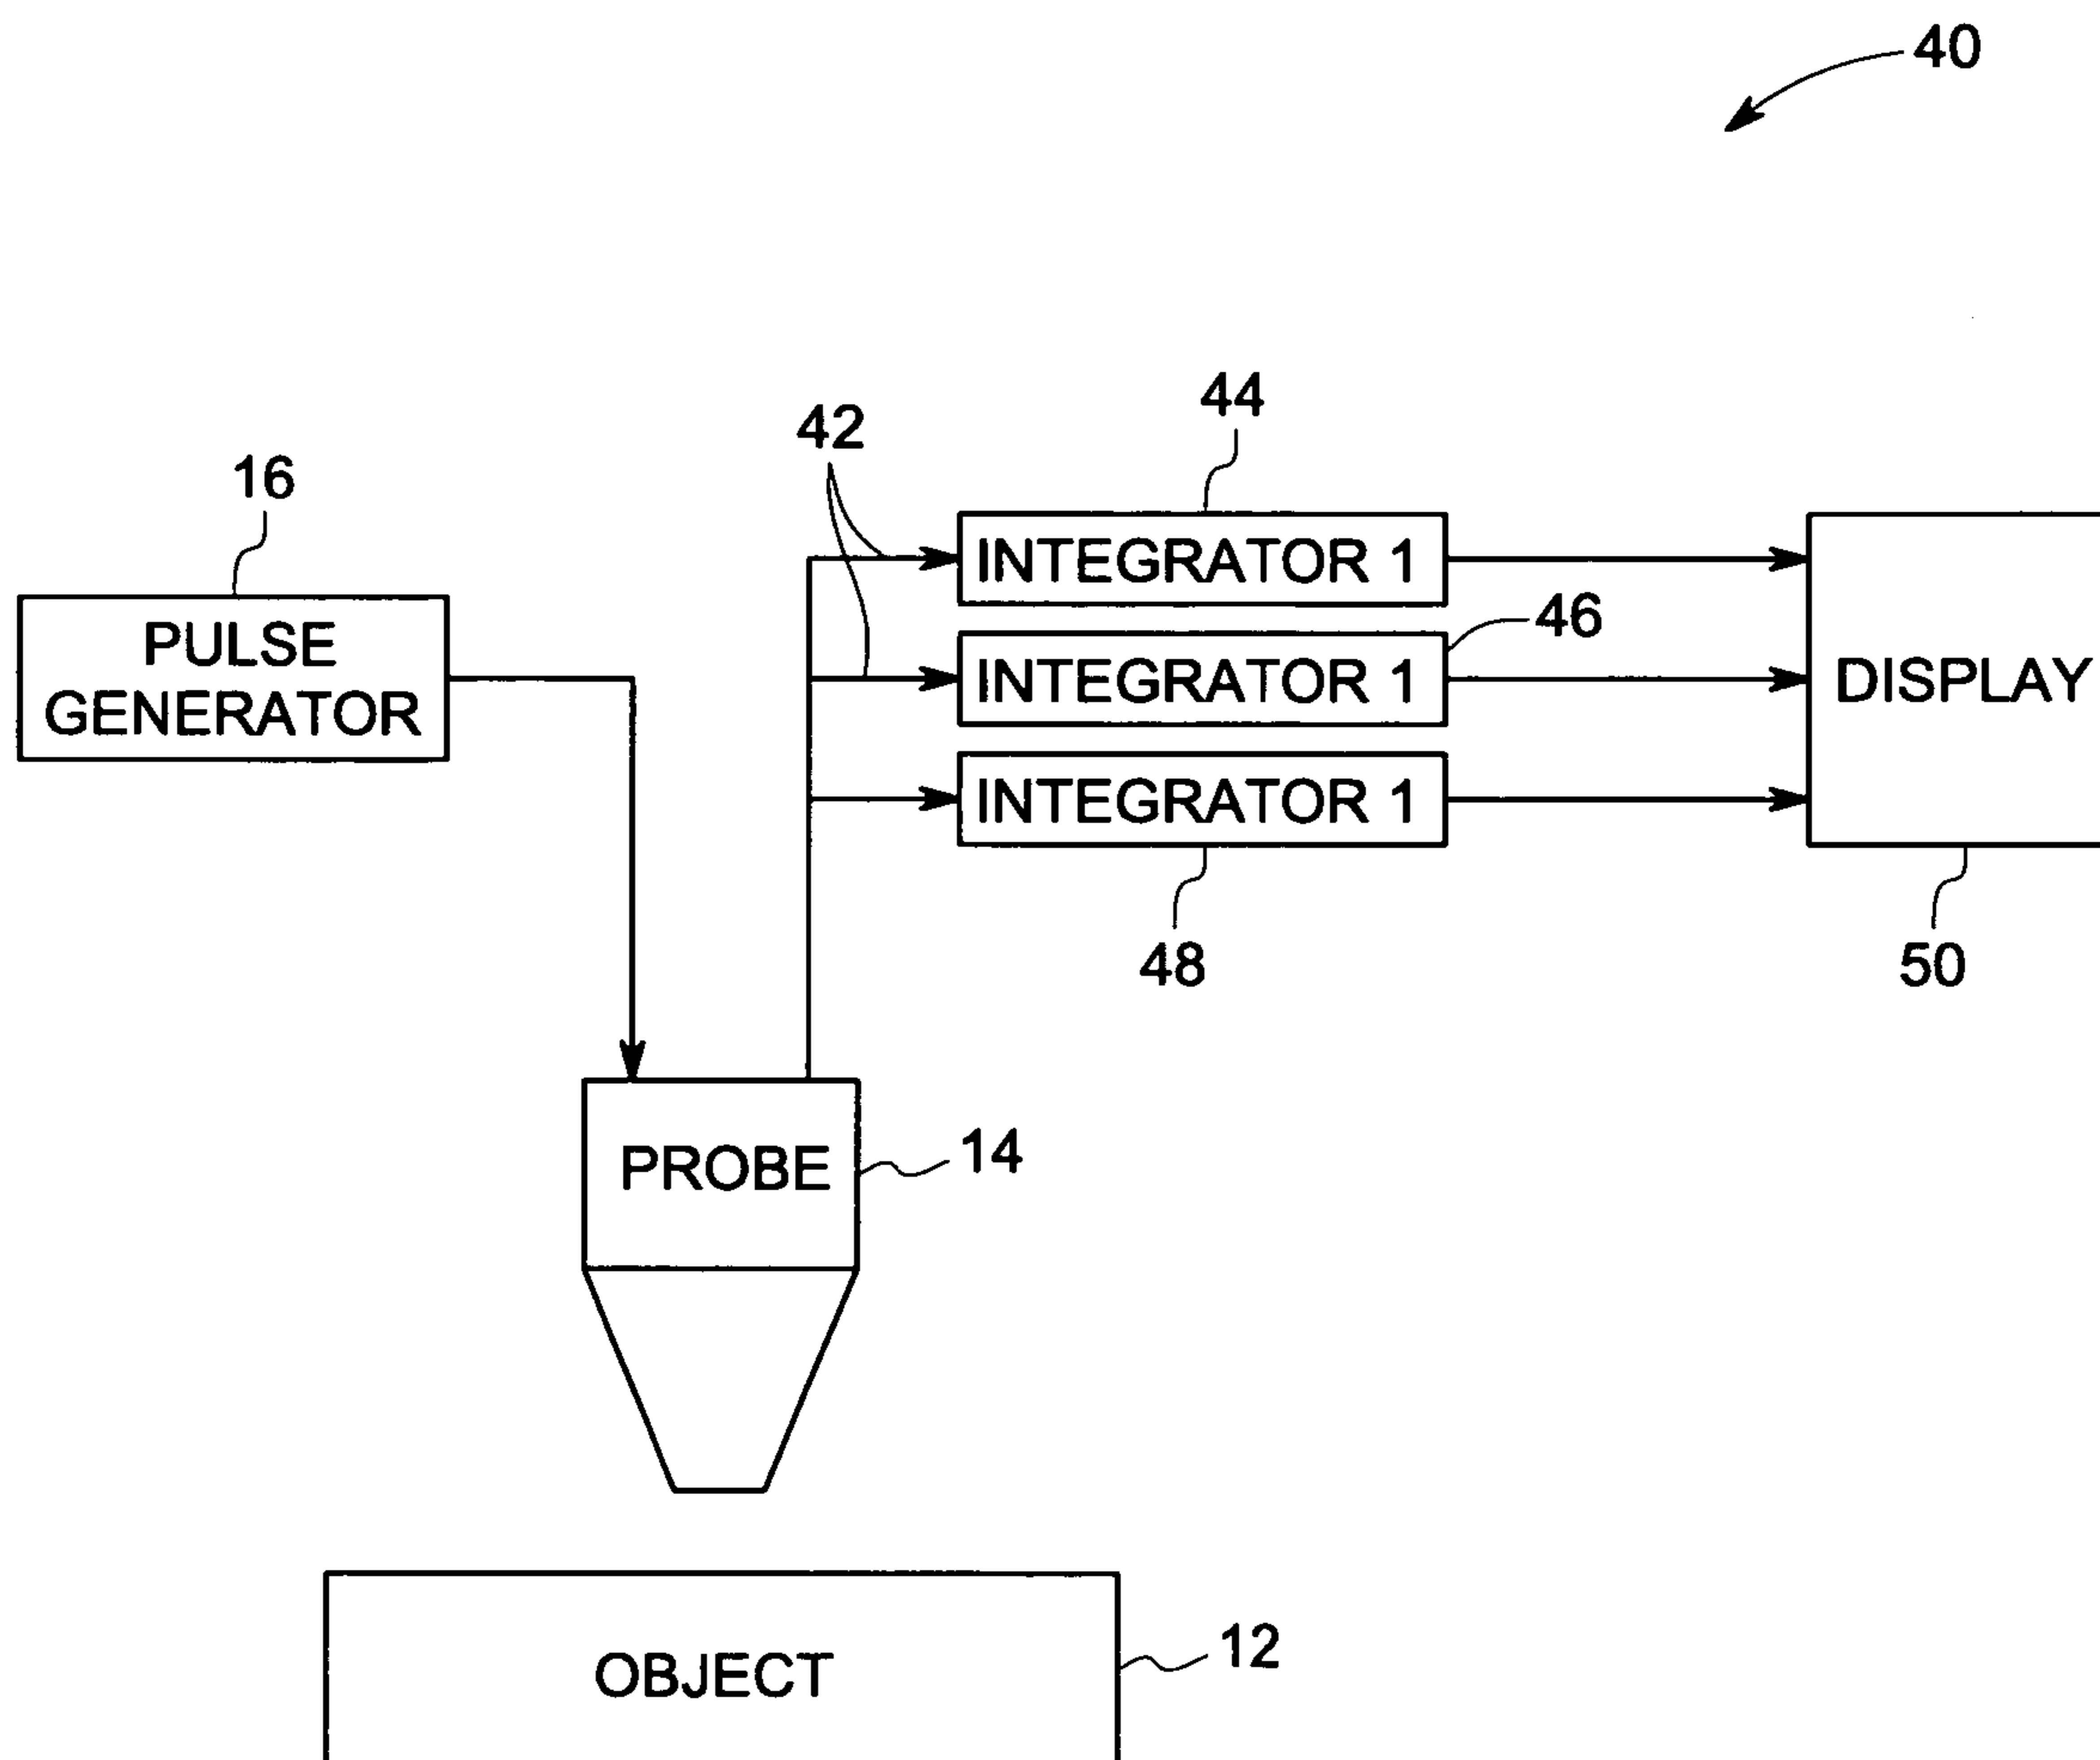 40
44
42
16
INTEGRATOR 1
46
PULSE
GENERATOR
INTEGRATOR 1
DISPLAY
INTEGRATOR 1
48
50
PROBE
14
OBJECT
12